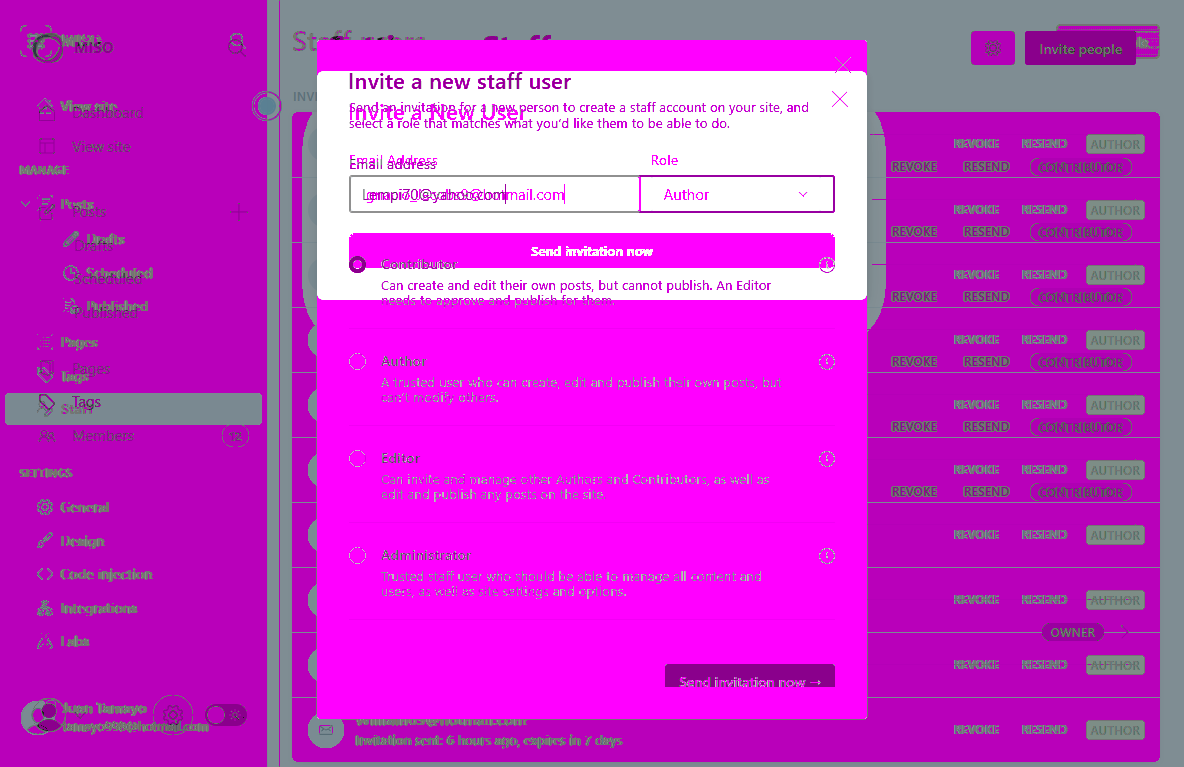 MISO
View site
Dashboard
View site
MANAGE
Posts
Drafts
Scheduled
Published
Pages
Tags
Staff
Tags
Members
SETTINGS
General
Design
Code injection
Integrations
Labs
Juan Tamayo
Invite people
Invite a new staff user
Send an invitation for a new person to create a staff account on your site, and
select a role that matches what you'd like them to be able to do.
Invite a New User
Email Address
Role
Email address
Author
Send invitation now
Contributor
Can create and edit their own posts, but cannot publish. An Editor
needs to approve and publish for them.
Author
A trusted user who can create, edit and publish their own posts, but
can't modify others.
Editor
Can invite and manage other Authors and Contributors, as well as
edit and publish any posts on the site.
Administrator
Trusted staff user who should be able to manage all content and
users, as well as site settings and options.
Send invitation now →
REVOKE RESEND AUTHOR
REVOKE RESEND CONTRIBUTOR
REVOKE RESEND AUTHOR
REVOKE RESEND CONTRIBUTOR
REVOKE RESEND AUTHOR
REVOKE RESEND CONTRIBUTOR
REVOKE RESEND AUTHOR
REVOKE RESEND CONTRIBUTOR
REVOKE RESEND AUTHOR
REVOKE RESEND CONTRIBUTOR
REVOKE RESEND AUTHOR
REVOKE RESEND CONTRIBUTOR
REVOKE RESEND AUTHOR
REVOKE RESEND AUTHOR
OWNER
REVOKE RESEND AUTHOR
REVOKE RESEND AUTHOR
Invitation sent: 6 hours ago, expires in 7 days